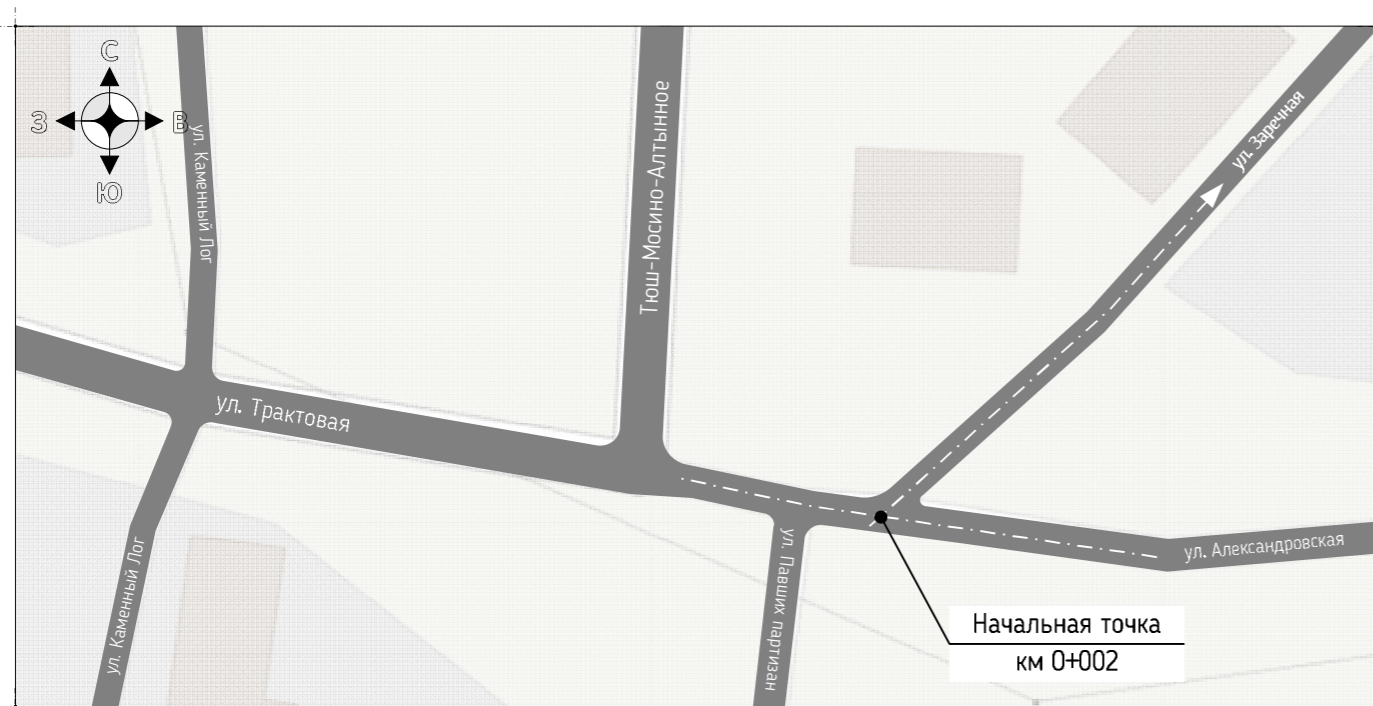 С
З
В
Ю
ул. Каменный Лог
Тюш-Мосино-Алтынное
ул. Заречная
ул. Трактовая
ул. Александровская
ул. Павших партизан
ул. Каменный Лог
Начальная точка
км 0+002